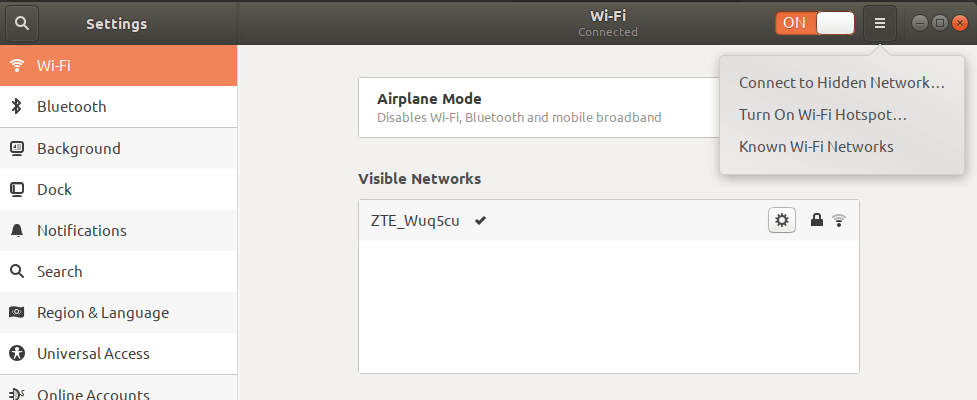 Settings
Wi-Fi
Connected
ON
Wi-Fi
Bluetooth
Background
Dock
Notifications
Search
Region & Language
Universal Access
Online Accounts
Airplane Mode
Disables Wi-Fi, Bluetooth and mobile broadband
Connect to Hidden Network…
Turn On Wi-Fi Hotspot…
Known Wi-Fi Networks
Visible Networks
ZTE_Wuq5cu